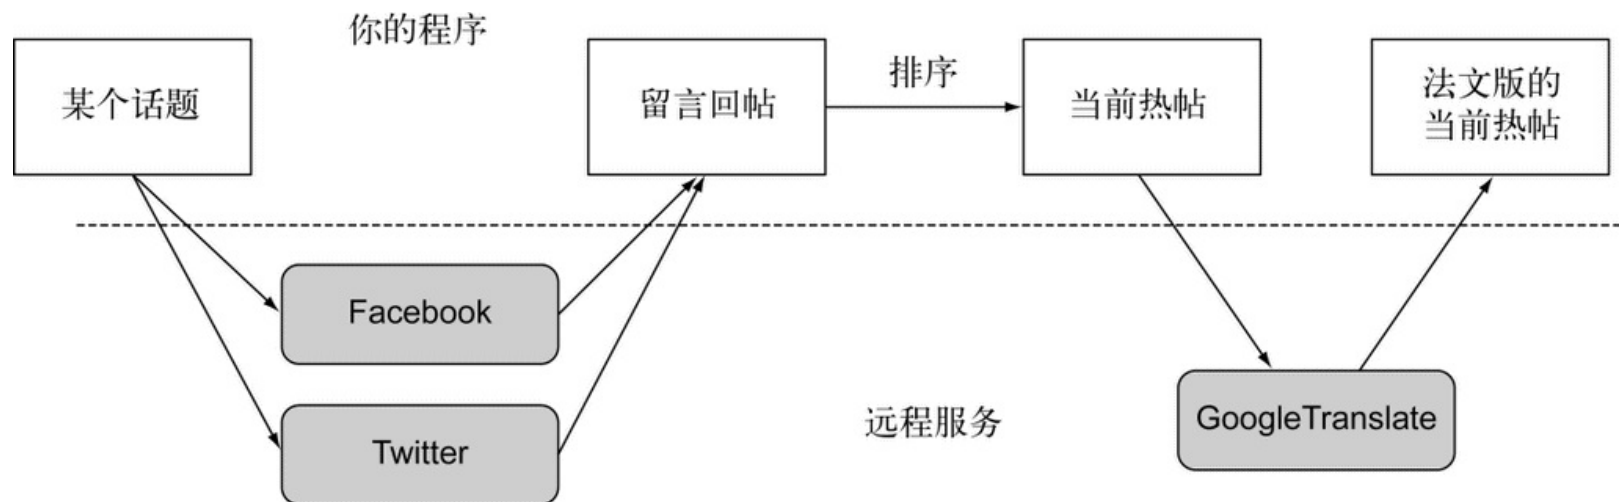 你的程序
某个话题
留言回帖
排序
当前热帖
法文版的
当前热帖
Facebook
Twitter
远程服务
GoogleTranslate